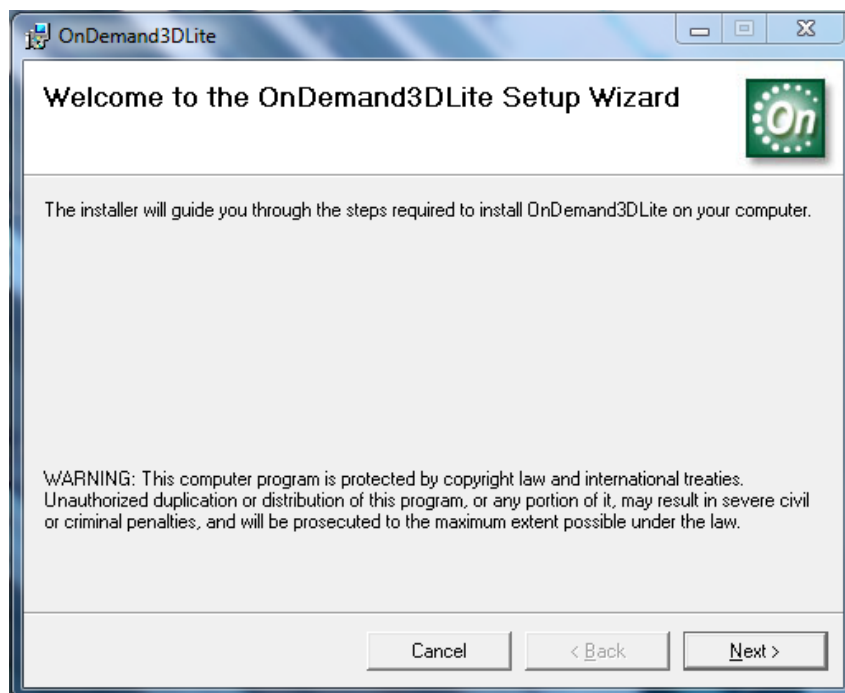 OnDemand3DLite
Welcome to the OnDemand3DLite Setup Wizard
On
The installer will guide you through the steps required to install OnDemand3DLite on your computer.
WARNING: This computer program is protected by copyright law and international treaties.
Unauthorized duplication or distribution of this program, or any portion of it, may result in severe civil
or criminal penalties, and will be prosecuted to the maximum extent possible under the law.
Cancel < Back Next >